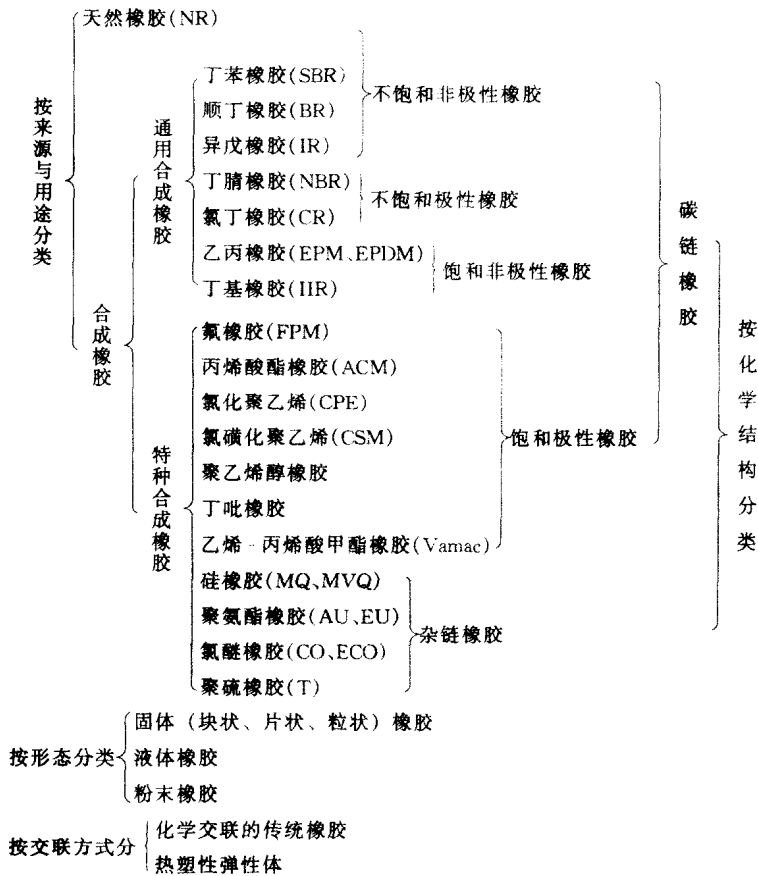 天然橡胶(NR)
丁苯橡胶(SBR)
顺丁橡胶(BR)
异戊橡胶(IR)
不饱和非极性橡胶
丁腈橡胶(NBR)
氯丁橡胶(CR)
不饱和极性橡胶
乙丙橡胶(EPM、EPDM)
丁基橡胶(IIR)
饱和非极性橡胶
通用合成橡胶
按来源与用途分类
合成橡胶
碳链橡胶
氟橡胶(FPM)
丙烯酸酯橡胶(ACM)
氯化聚乙烯(CPE)
氯磺化聚乙烯(CSM)
聚乙烯醇橡胶
丁吡橡胶
乙烯-丙烯酸甲酯橡胶(Vamac)
饱和极性橡胶
特种合成橡胶
硅橡胶(MQ、MVQ)
聚氨酯橡胶(AU、EU)
氯醚橡胶(CO、ECO)
聚硫橡胶(T)
杂链橡胶
按化学结构分类
按形态分类
固体（块状、片状、粒状）橡胶
液体橡胶
粉末橡胶
按交联方式分
化学交联的传统橡胶
热塑性弹性体